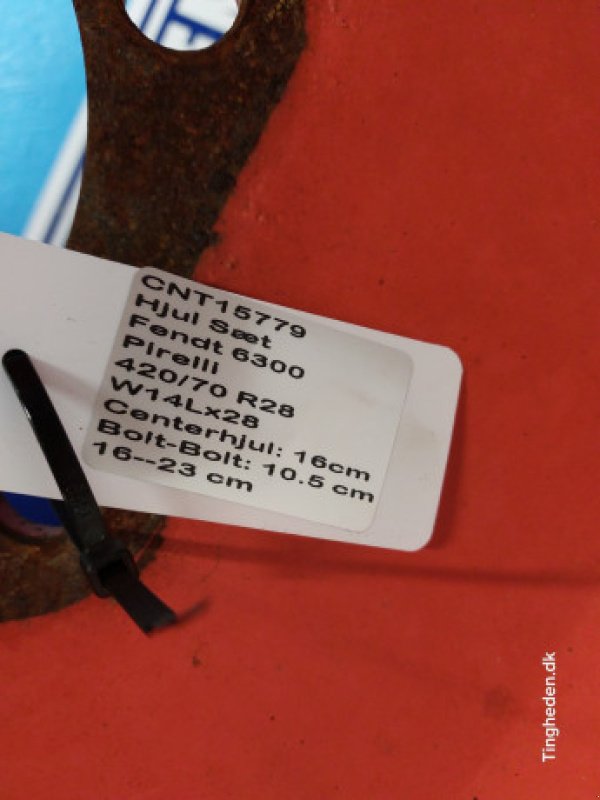 CNT15779
Hjul Sæt
Fendt 6300
Pirelli
420/70 R28
W14Lx28
Centerhjul: 16cm
Bolt-Bolt: 10.5 cm
16--23 cm
Tingheden.dk